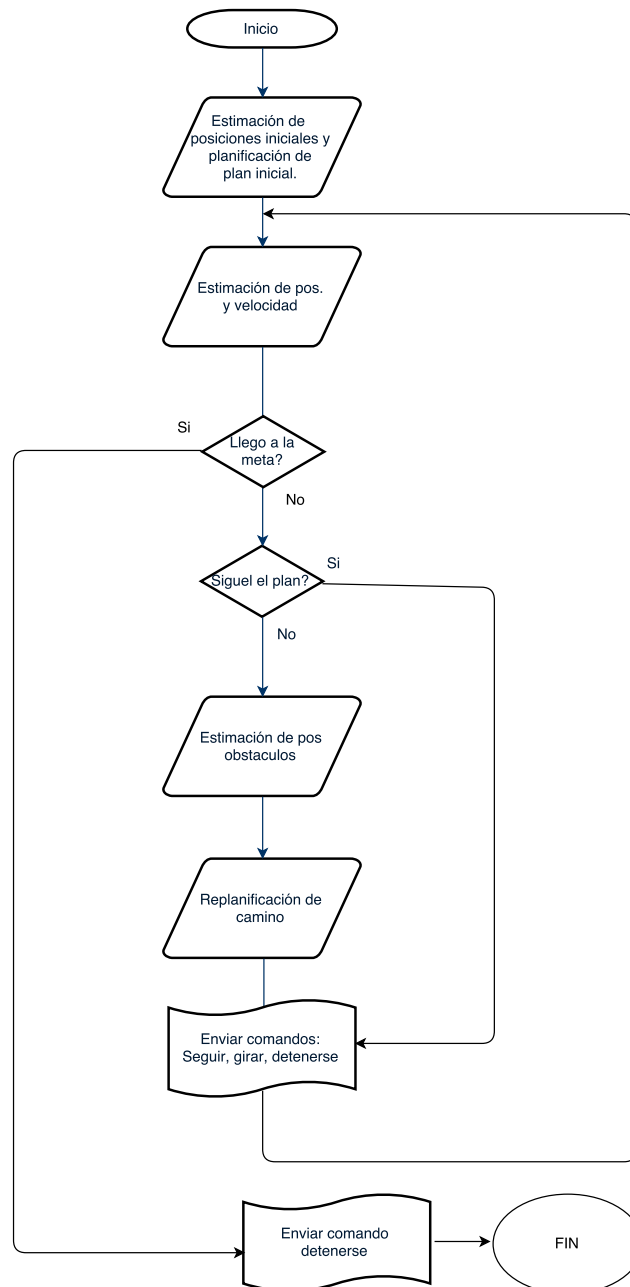 Inicio
Estimación de
posiciones iniciales y
planificación de
plan inicial.
Estimación de pos.
y velocidad
Si
Llego a la
meta?
No
Siguel el plan?
Si
No
Estimación de pos
obstaculos
Replanificación de
camino
Enviar comandos:
Seguir, girar, detenerse
Enviar comando
detenerse
FIN